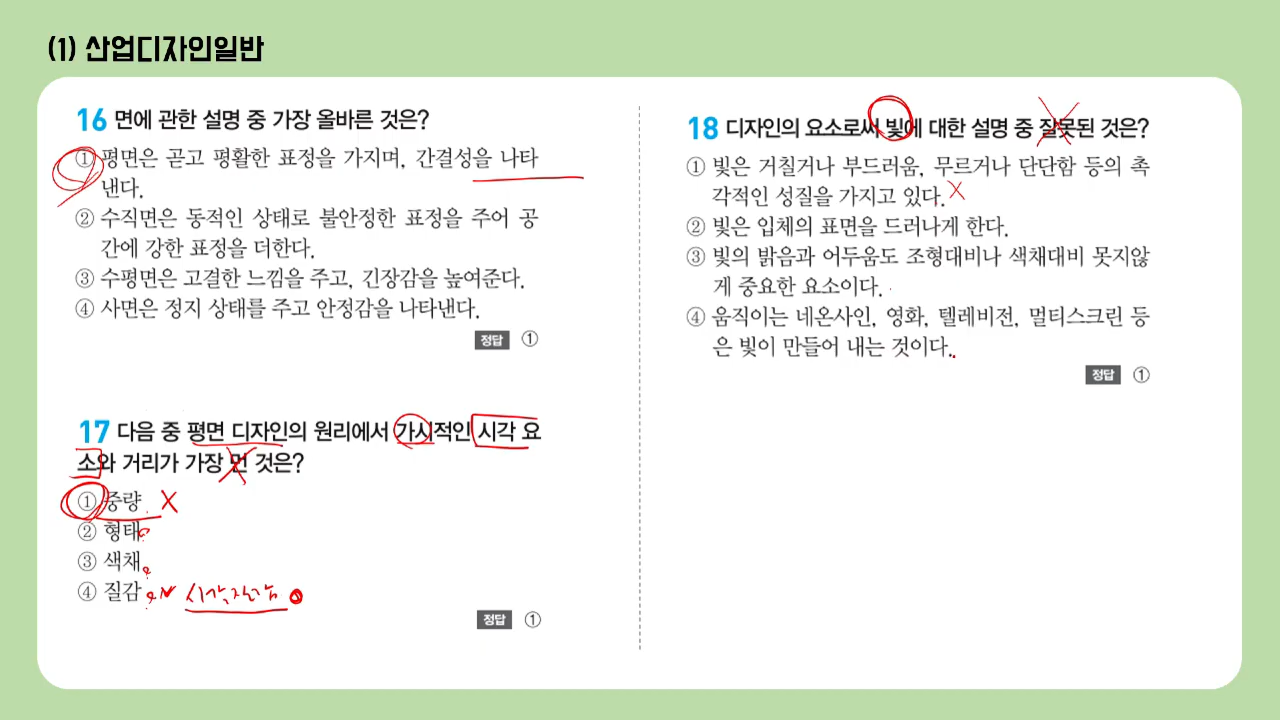 (1) 산업디자인일반
16 면에 관한 설명 중 가장 올바른 것은?
① 평면은 곧고 평활한 표정을 가지며, 간결성을 나타
낸다.
② 수직면은 동적인 상태로 불안정한 표정을 주어 공
간에 강한 표정을 더한다.
③ 수평면은 고결한 느낌을 주고, 긴장감을 높여준다.
④ 사면은 정지 상태를 주고 안정감을 나타낸다.
정답 ①
17 다음 중 평면 디자인의 원리에서 가시적인 시각 요
소와 거리가 가장 먼 것은?
① 중량 X
② 형태
③ 색채
④ 질감 시각질감
정답 ①
18 디자인의 요소로써 빛에 대한 설명 중 잘못된 것은?
① 빛은 거칠거나 부드러움, 무르거나 단단함 등의 촉
각적인 성질을 가지고 있다. X
② 빛은 입체의 표면을 드러나게 한다.
③ 빛의 밝음과 어두움도 조형대비나 색채대비 못지않
게 중요한 요소이다.
④ 움직이는 네온사인, 영화, 텔레비전, 멀티스크린 등
은 빛이 만들어 내는 것이다.
정답 ①